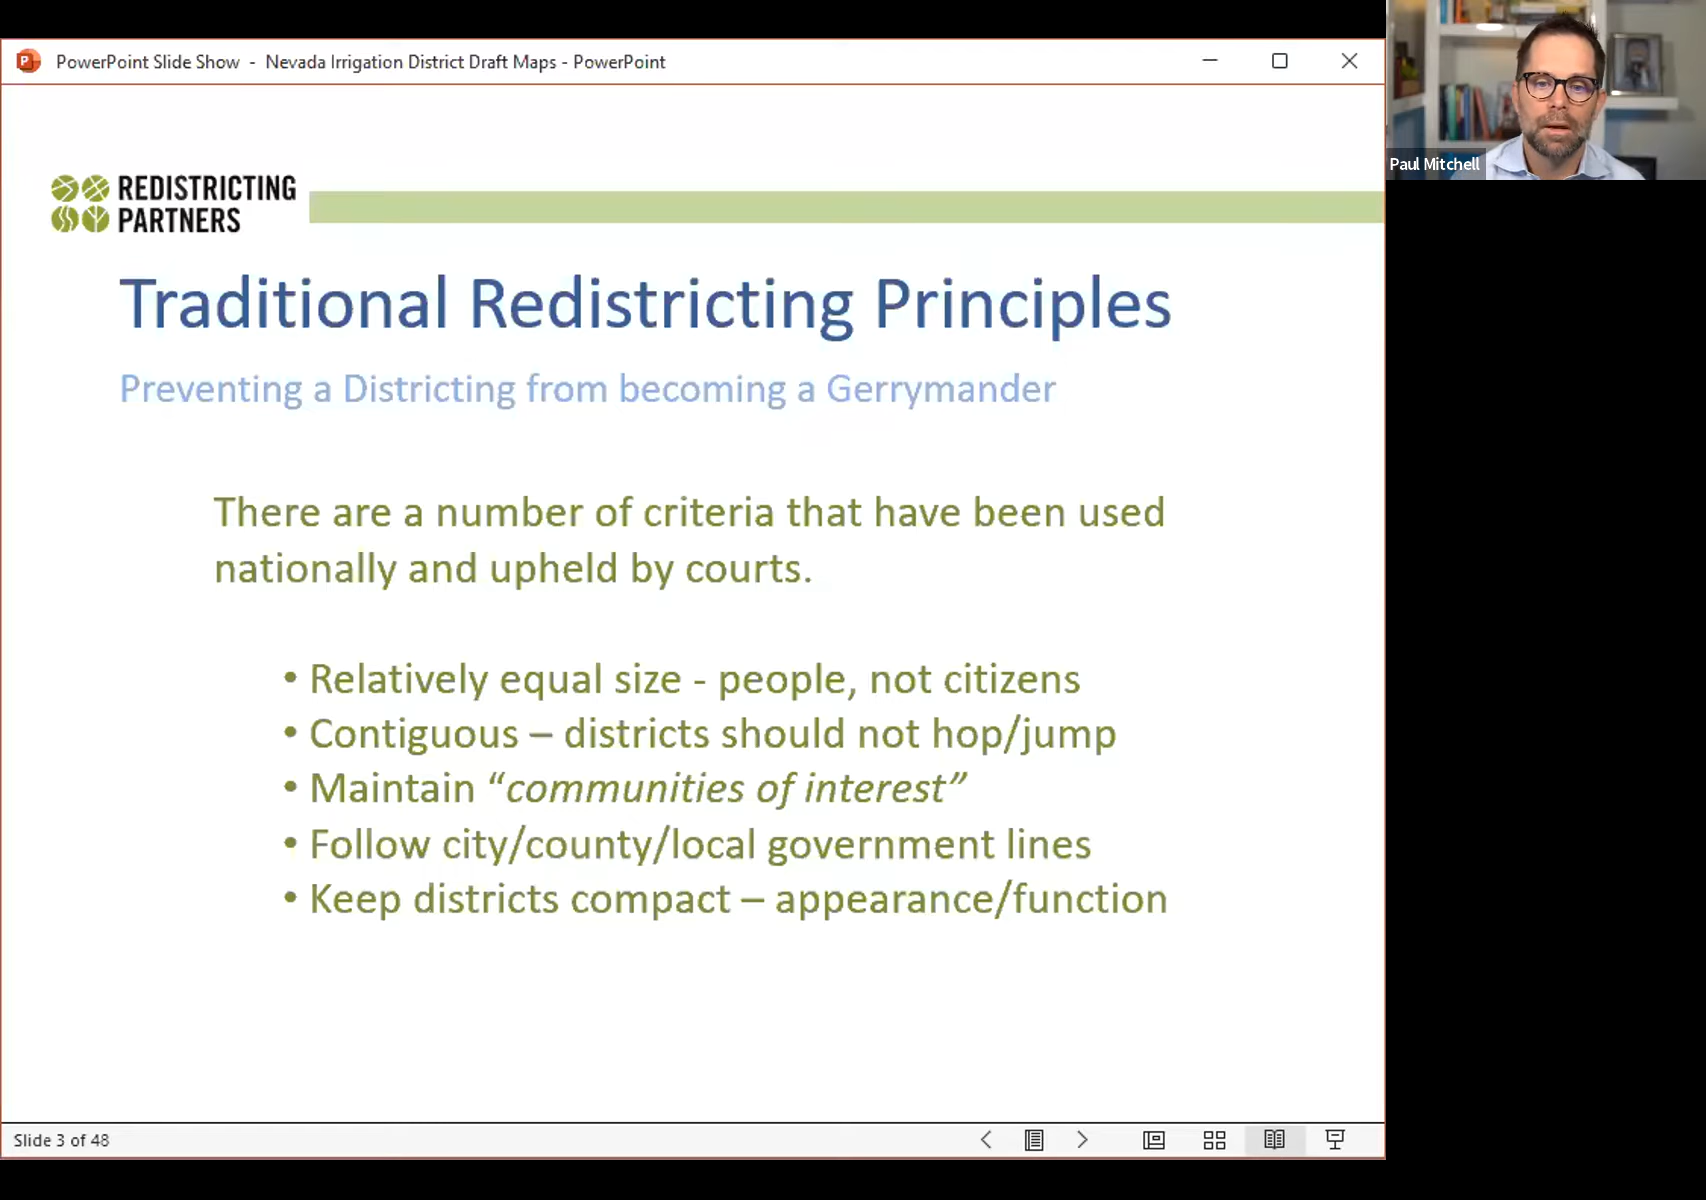 PowerPoint Slide Show - Nevada Irrigation District Draft Maps - PowerPoint
Paul Mitchell
REDISTRICTING
PARTNERS
Traditional Redistricting Principles
Preventing a Districting from becoming a Gerrymander
There are a number of criteria that have been used
nationally and upheld by courts.
• Relatively equal size - people, not citizens
• Contiguous – districts should not hop/jump
• Maintain “communities of interest”
• Follow city/county/local government lines
• Keep districts compact – appearance/function
Slide 3 of 48